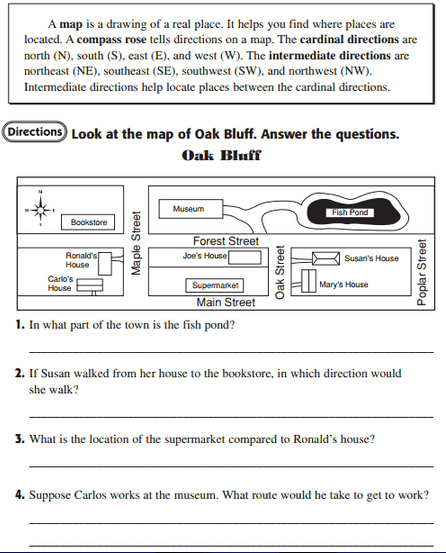 A map is a drawing of a real place. It helps you find where places are
located. A compass rose tells directions on a map. The cardinal directions are
north (N), south (S), east (E), and west (W). The intermediate directions are
northeast (NE), southeast (SE), southwest (SW), and northwest (NW).
Intermediate directions help locate places between the cardinal directions.
Directions Look at the map of Oak Bluff. Answer the questions.
Oak Bluff
N
Bookstore
Maple Street
Museum
Fish Pond
Forest Street
Ronald's
House
Carlo's
House
Joe's House
Supermarket
Main Street
Oak Street
Susan's House
Mary's House
Poplar Street
1. In what part of the town is the fish pond?
2. If Susan walked from her house to the bookstore, in which direction would
she walk?
3. What is the location of the supermarket compared to Ronald's house?
4. Suppose Carlos works at the museum. What route would he take to get to work?